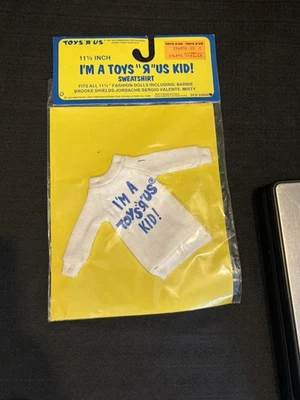 TOYS "R" US
11½ INCH
I'M A TOYS "Я" US KID!
SWEATSHIRT
FITS ALL 11½" FASHION DOLLS INCLUDING: BARBIE
BROOKE SHIELDS·JORDACHE·SERGIO VALENTE·MISTY
I'M A
TOYS"Я"US®
KID!